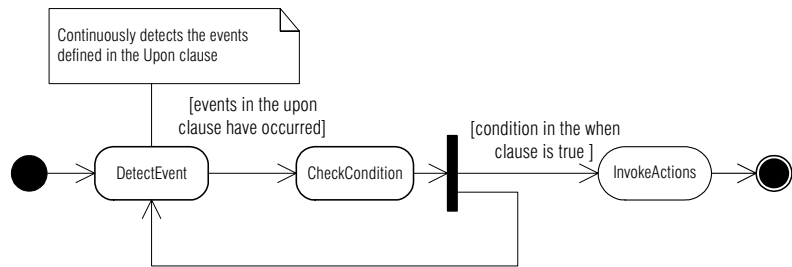 Continuously detects the events
defined in the Upon clause
[events in the upon
clause have occurred]
[condition in the when
clause is true ]
DetectEvent
CheckCondition
InvokeActions